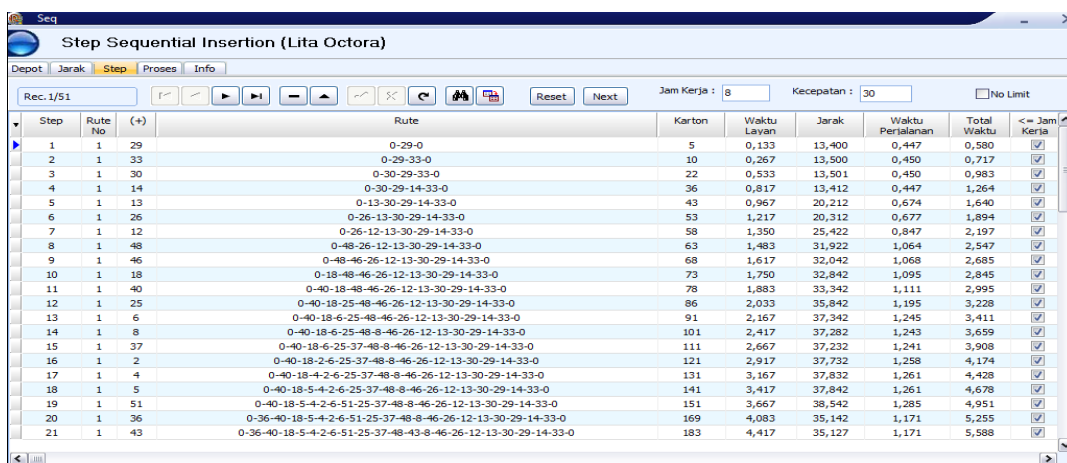 Seq
Step Sequential Insertion (Lita Octora)
Depot Jarak Step Proses Info
Rec.1/51 Reset Next Jam Kerja : 8 Kecepatan : 30 No Limit
Step Rute No (+) Rute Karton Waktu Layan Jarak Waktu Perjalanan Total Waktu <= Jam Kerja
1 1 29 0-29-0 5 0,133 13,400 0,447 0,580
2 1 33 0-29-33-0 10 0,267 13,500 0,450 0,717
3 1 30 0-30-29-33-0 22 0,533 13,501 0,450 0,983
4 1 14 0-30-29-14-33-0 36 0,817 13,412 0,447 1,264
5 1 13 0-13-30-29-14-33-0 43 0,967 20,212 0,674 1,640
6 1 26 0-26-13-30-29-14-33-0 53 1,217 20,312 0,677 1,894
7 1 12 0-26-12-13-30-29-14-33-0 58 1,350 25,422 0,847 2,197
8 1 48 0-48-26-12-13-30-29-14-33-0 63 1,483 31,922 1,064 2,547
9 1 46 0-48-46-26-12-13-30-29-14-33-0 68 1,617 32,042 1,068 2,685
10 1 18 0-18-48-46-26-12-13-30-29-14-33-0 73 1,750 32,842 1,095 2,845
11 1 40 0-40-18-48-46-26-12-13-30-29-14-33-0 78 1,883 33,342 1,111 2,995
12 1 25 0-40-18-25-48-46-26-12-13-30-29-14-33-0 86 2,033 35,842 1,195 3,228
13 1 6 0-40-18-6-25-48-46-26-12-13-30-29-14-33-0 91 2,167 37,342 1,245 3,411
14 1 8 0-40-18-6-25-48-8-46-26-12-13-30-29-14-33-0 101 2,417 37,282 1,243 3,659
15 1 37 0-40-18-6-25-37-48-8-46-26-12-13-30-29-14-33-0 111 2,667 37,232 1,241 3,908
16 1 2 0-40-18-2-6-25-37-48-8-46-26-12-13-30-29-14-33-0 121 2,917 37,732 1,258 4,174
17 1 4 0-40-18-4-2-6-25-37-48-8-46-26-12-13-30-29-14-33-0 131 3,167 37,832 1,261 4,428
18 1 5 0-40-18-5-4-2-6-25-37-48-8-46-26-12-13-30-29-14-33-0 141 3,417 37,842 1,261 4,678
19 1 51 0-40-18-5-4-2-6-51-25-37-48-8-46-26-12-13-30-29-14-33-0 151 3,667 38,542 1,285 4,951
20 1 36 0-36-40-18-5-4-2-6-51-25-37-48-8-46-26-12-13-30-29-14-33-0 169 4,083 35,142 1,171 5,255
21 1 43 0-36-40-18-5-4-2-6-51-25-37-48-43-8-46-26-12-13-30-29-14-33-0 183 4,417 35,127 1,171 5,588